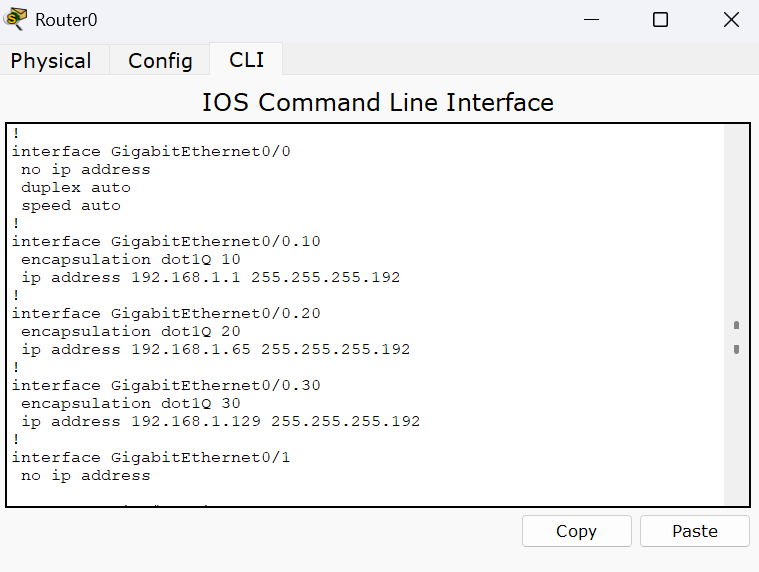 Router0
Physical Config CLI
IOS Command Line Interface
!
interface GigabitEthernet0/0
 no ip address
 duplex auto
 speed auto
!
interface GigabitEthernet0/0.10
 encapsulation dot1Q 10
 ip address 192.168.1.1 255.255.255.192
!
interface GigabitEthernet0/0.20
 encapsulation dot1Q 20
 ip address 192.168.1.65 255.255.255.192
!
interface GigabitEthernet0/0.30
 encapsulation dot1Q 30
 ip address 192.168.1.129 255.255.255.192
!
interface GigabitEthernet0/1
 no ip address
Copy Paste